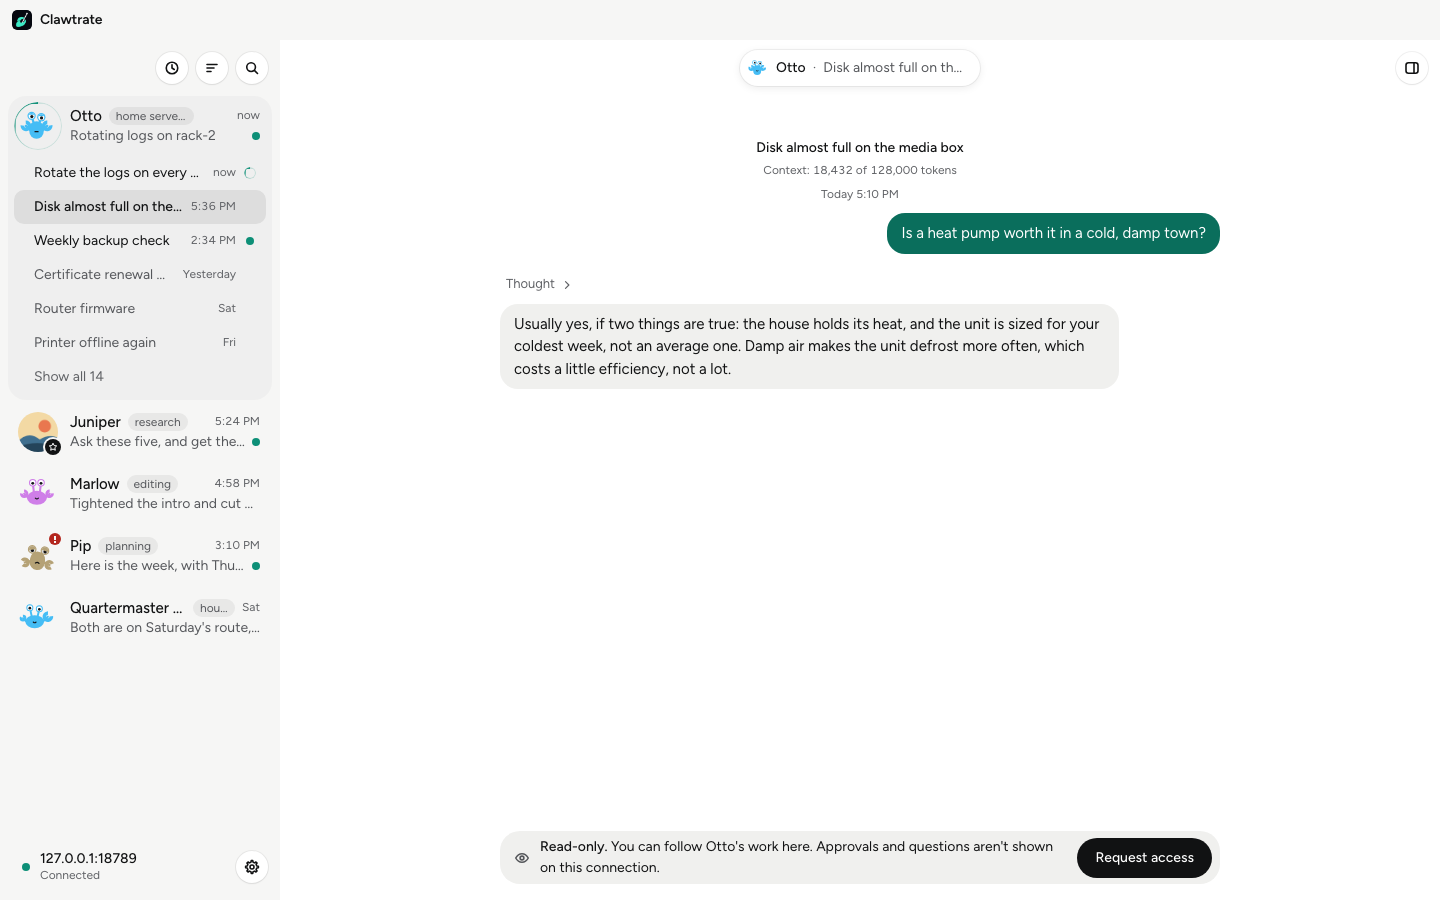 Clawtrate
Otto home serve... now
Rotating logs on rack-2
Rotate the logs on every ... now
Disk almost full on the... 5:36 PM
Weekly backup check 2:34 PM
Certificate renewal ... Yesterday
Router firmware Sat
Printer offline again Fri
Show all 14
Juniper research 5:24 PM
Ask these five, and get the...
Marlow editing 4:58 PM
Tightened the intro and cut ...
Pip planning 3:10 PM
Here is the week, with Thu...
Quartermaster ... hou... Sat
Both are on Saturday's route,...
127.0.0.1:18789
Connected
Otto · Disk almost full on th...
Disk almost full on the media box
Context: 18,432 of 128,000 tokens
Today 5:10 PM
Is a heat pump worth it in a cold, damp town?
Thought
Usually yes, if two things are true: the house holds its heat, and the unit is sized for your
coldest week, not an average one. Damp air makes the unit defrost more often, which
costs a little efficiency, not a lot.
Read-only. You can follow Otto's work here. Approvals and questions aren't shown
on this connection.
Request access